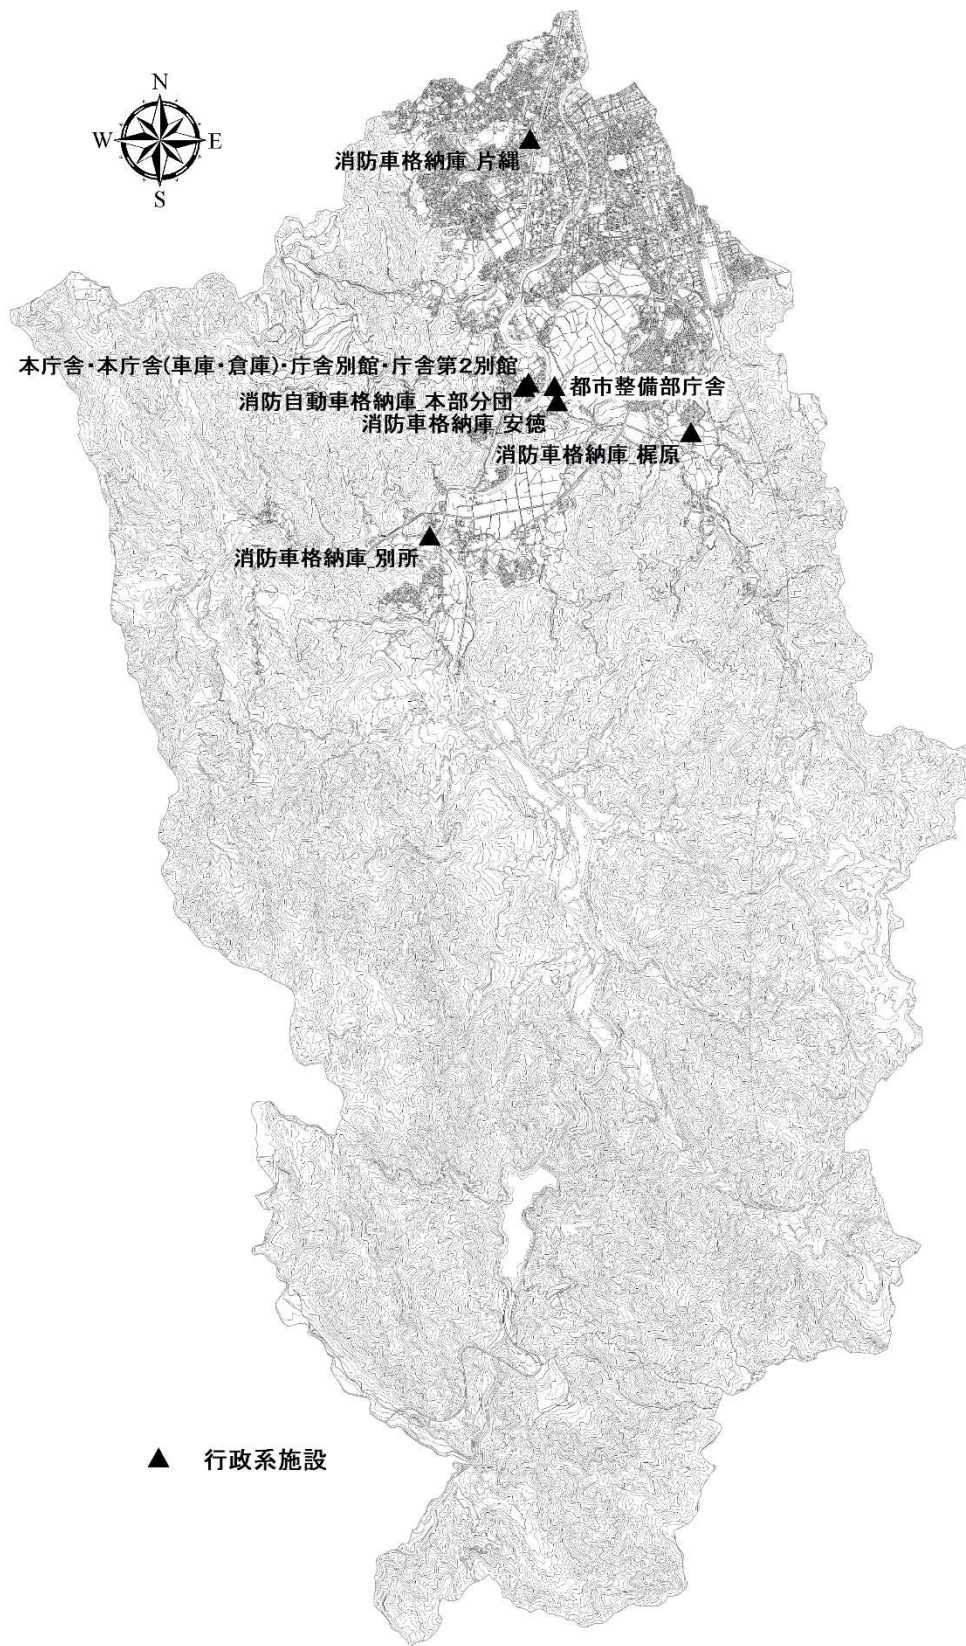 N
W E
S
消防車格納庫_片縄
本庁舎・本庁舎(車庫・倉庫)・庁舎別館・庁舎第2別館
都市整備部庁舎
消防自動車格納庫_本部分団
消防車格納庫_安徳
消防車格納庫_梶原
消防車格納庫_別所
▲ 行政系施設